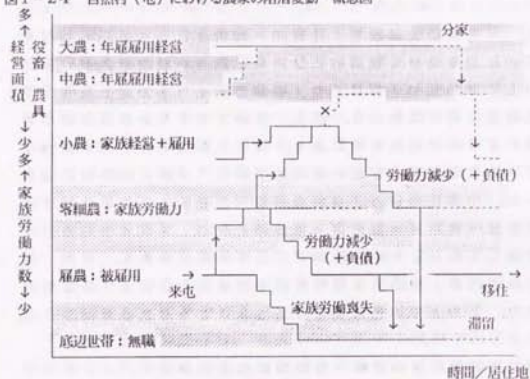 多↑経営面積↓少
役畜・農具
多↑家族労働力数↓少
大農：年雇雇用経営
分家
中農：年雇雇用経営
×
小農：家族経営＋雇用
労働力減少（＋負債）
零細農：家族労働力
労働力減少
（＋負債）
雇農：被雇用
来屯
移住
家族労働喪失
滞留
底辺世帯：無職
時間／居住地